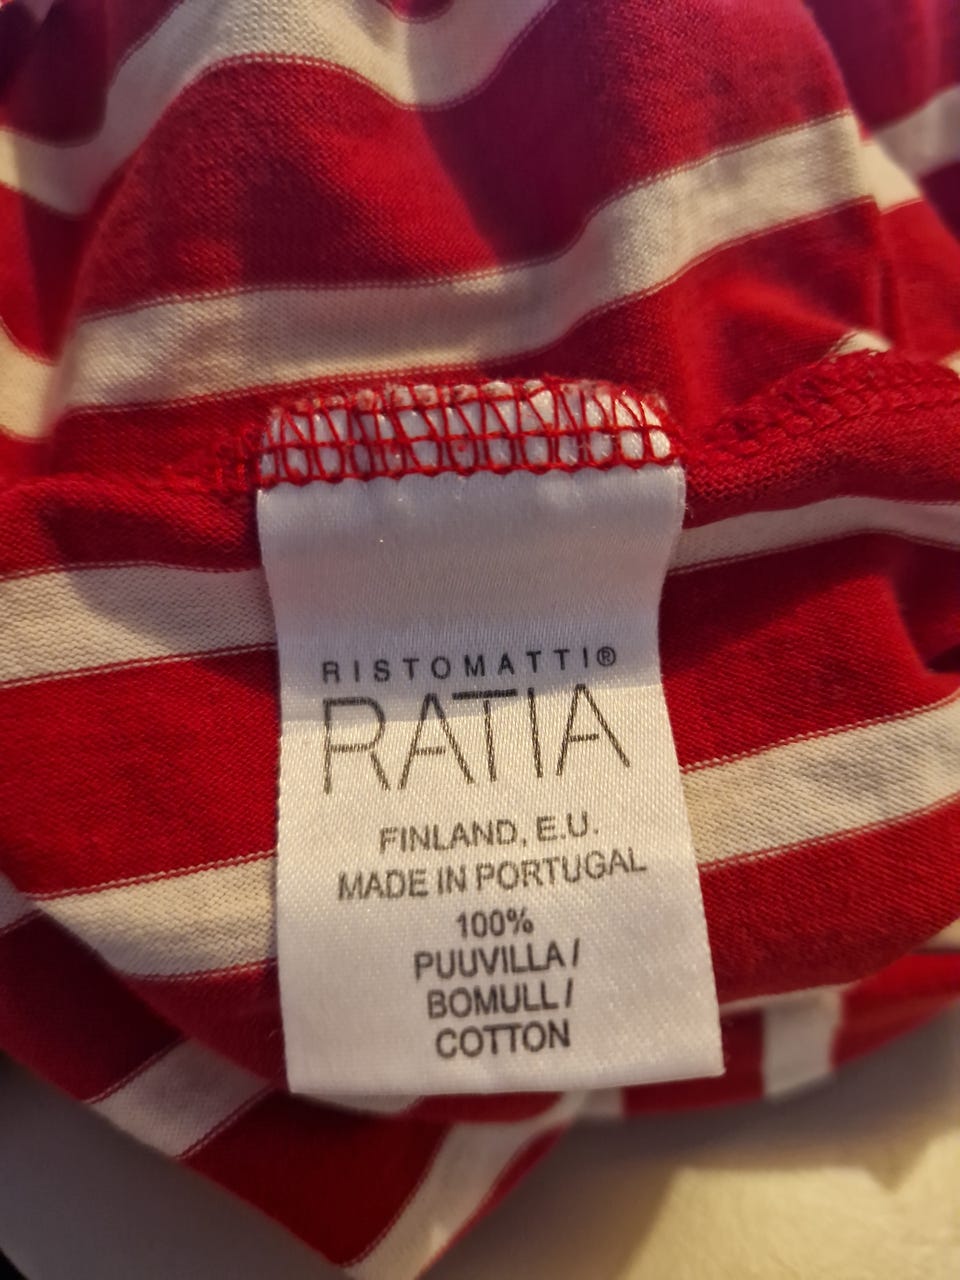 RISTOMATTI®
RATIA
FINLAND, E.U.
MADE IN PORTUGAL
100%
PUUVILLA/
BOMULL/
COTTON